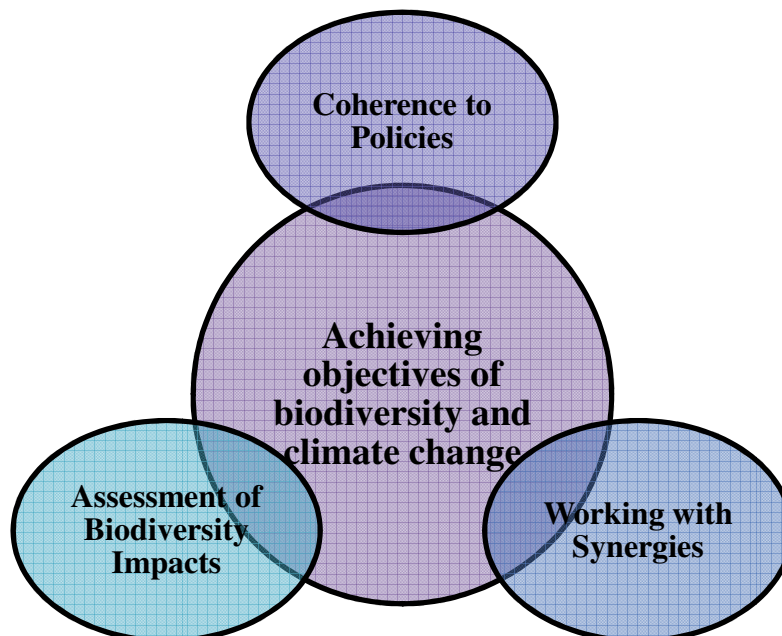 Coherence to
Policies
Achieving
objectives of
biodiversity and
climate change
Assessment of
Biodiversity
Impacts
Working with
Synergies